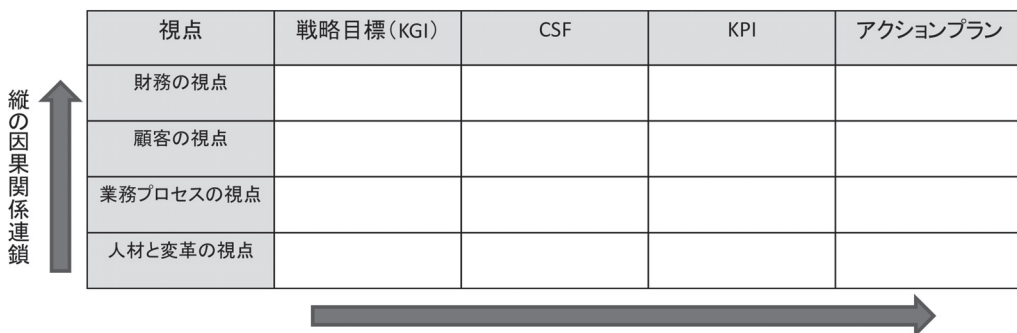 視点 戦略目標(KGI) CSF KPI アクションプラン
財務の視点
顧客の視点
業務プロセスの視点
人材と変革の視点
縦の因果関係連鎖